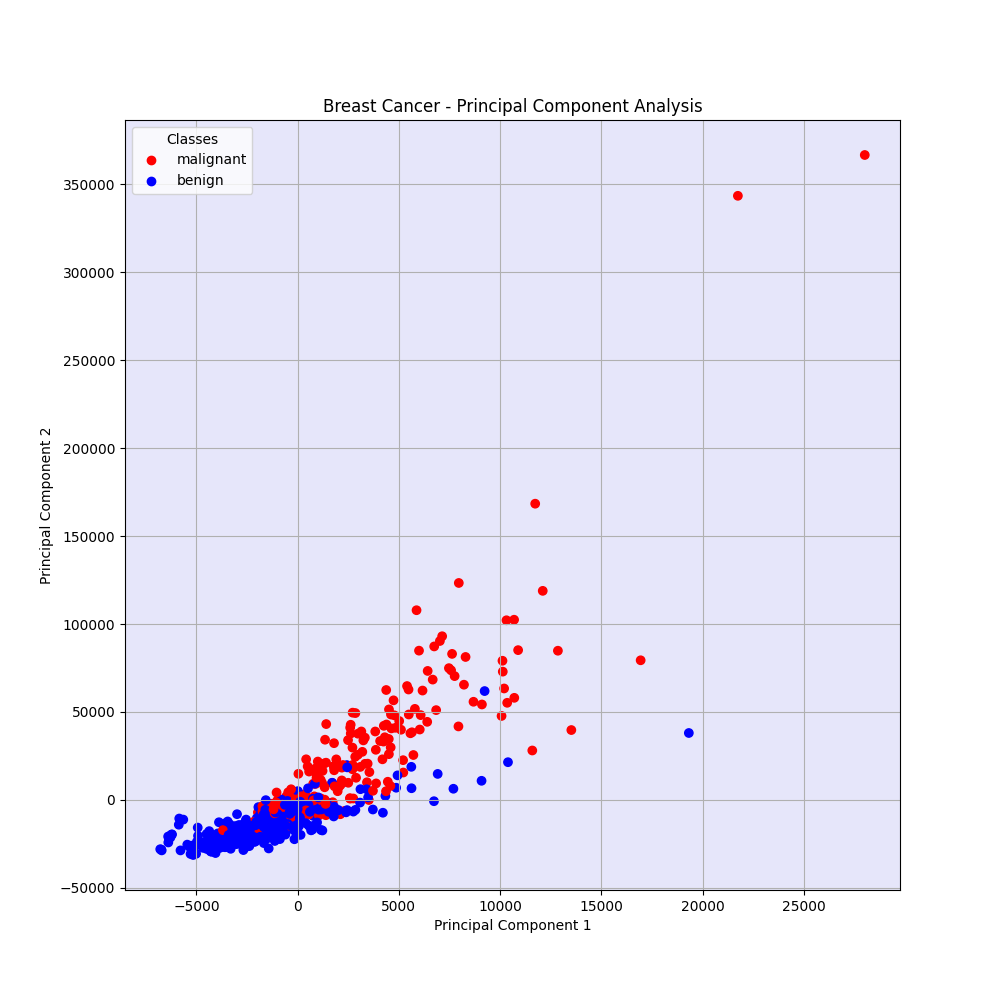 Breast Cancer - Principal Component Analysis
Classes
malignant
benign
350000
300000
250000
200000
150000
100000
50000
0
−50000
Principal Component 2
−5000
0
5000
10000
15000
20000
25000
Principal Component 1